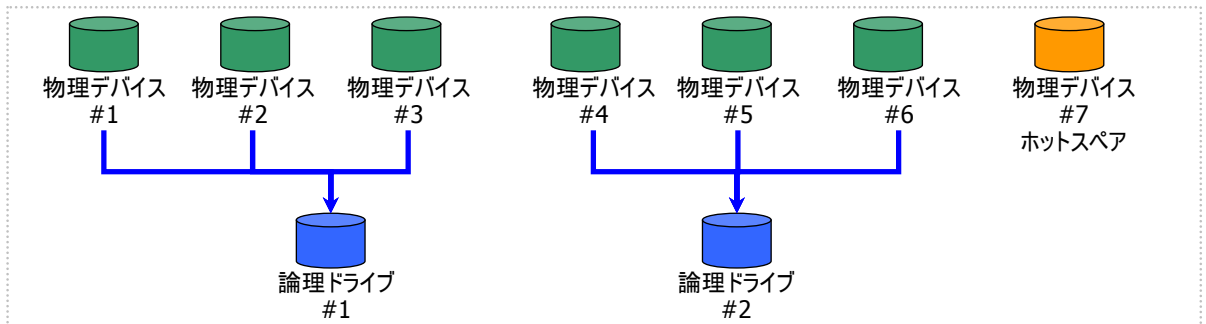 物理デバイス
#1
物理デバイス
#2
物理デバイス
#3
物理デバイス
#4
物理デバイス
#5
物理デバイス
#6
物理デバイス
#7
ホットスペア
論理ドライブ
#1
論理ドライブ
#2